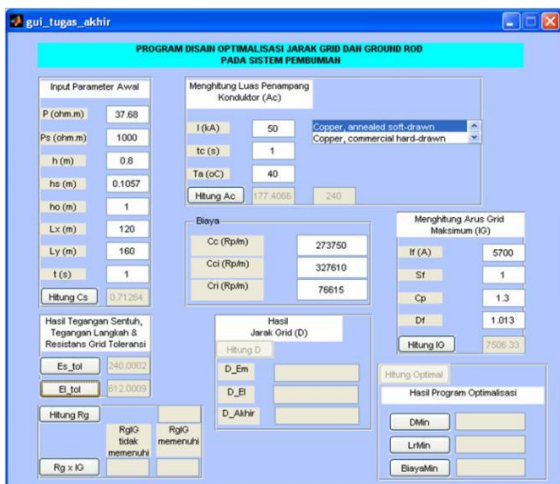 gui_tugas_akhir
PROGRAM DISAIN OPTIMALISASI JARAK GRID DAN GROUND ROD
PADA SISTEM PEMBUMIAN
Input Parameter Awal
P (ohm.m) 37.68
Ps (ohm.m) 1000
h (m) 0.8
hs (m) 0.1057
ho (m) 1
Lx (m) 120
Ly (m) 160
t (s) 1
Hitung Cs 0.71264
Menghitung Luas Penampang
Konduktor (Ac)
I (kA) 50
Copper, annealed soft-drawn
Copper, commercial hard-drawn
tc (s) 1
Ta (oC) 40
Hitung Ac 177.4066 240
Biaya
Cc (Rp/m) 273750
Cci (Rp/m) 327610
Cri (Rp/m) 76615
Menghitung Arus Grid
Maksimum (IG)
If (A) 5700
Sf 1
Cp 1.3
Df 1.013
Hitung IG 7506.33
Hasil Tegangan Sentuh,
Tegangan Langkah &
Resistans Grid Toleransi
Es_tol 240.0002
El_tol 612.0009
Hitung Rg
RgIG
tidak
memenuhi
RgIG
memenuhi
Rg x IG
Hasil
Jarak Grid (D)
Hitung D
D_Em
D_El
D_Akhir
Hitung Optimal
Hasil Program Optimalisasi
DMin
LrMin
BiayaMin